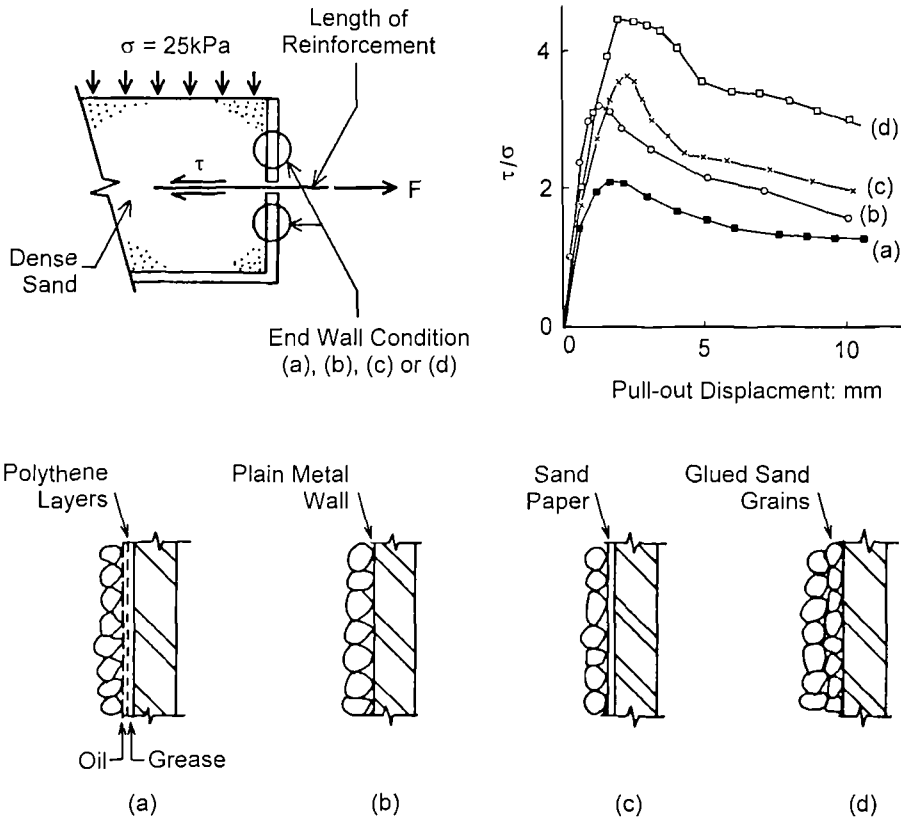 σ = 25kPa
Length of
Reinforcement
τ
F
Dense
Sand
End Wall Condition
(a), (b), (c) or (d)
τ/σ
4
2
0
(d)
(c)
(b)
(a)
0
5
10
Pull-out Displacment: mm
Polythene
Layers
Plain Metal
Wall
Sand
Paper
Glued Sand
Grains
Oil
Grease
(a)
(b)
(c)
(d)